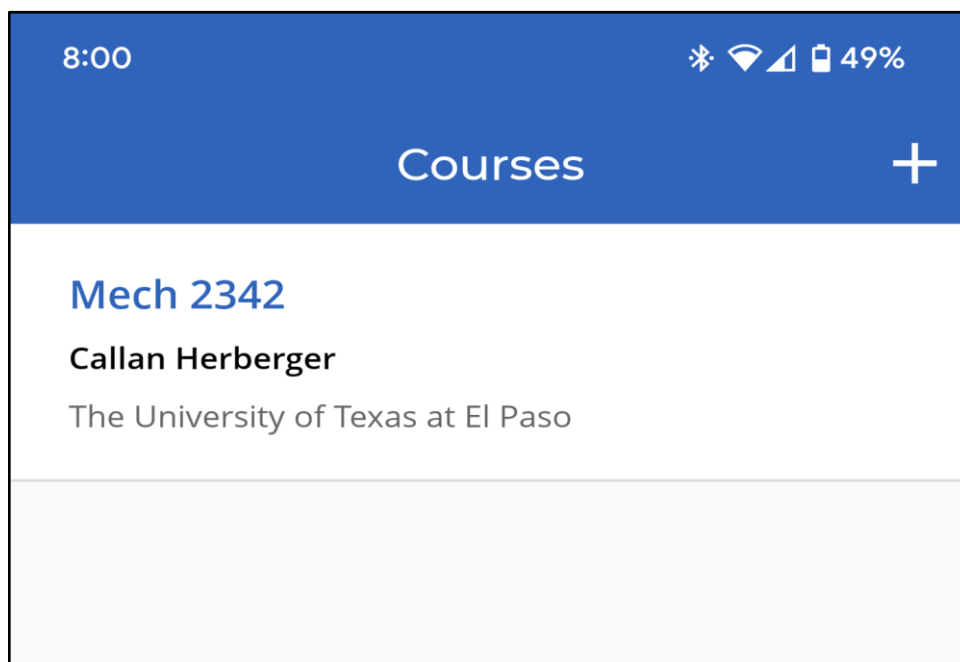 8:00 49%
Courses +
Mech 2342
Callan Herberger
The University of Texas at El Paso